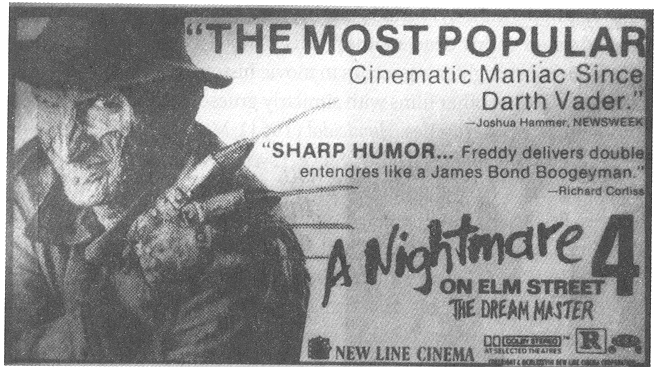 "THE MOST POPULAR
Cinematic Maniac Since
Darth Vader."
—Joshua Hammer, NEWSWEEK
"SHARP HUMOR... Freddy delivers double
entendres like a James Bond Boogeyman."
—Richard Corliss
A Nightmare 4
ON ELM STREET
THE DREAM MASTER
NEW LINE CINEMA
DOLBY STEREO ™
AT SELECTED THEATRES
R